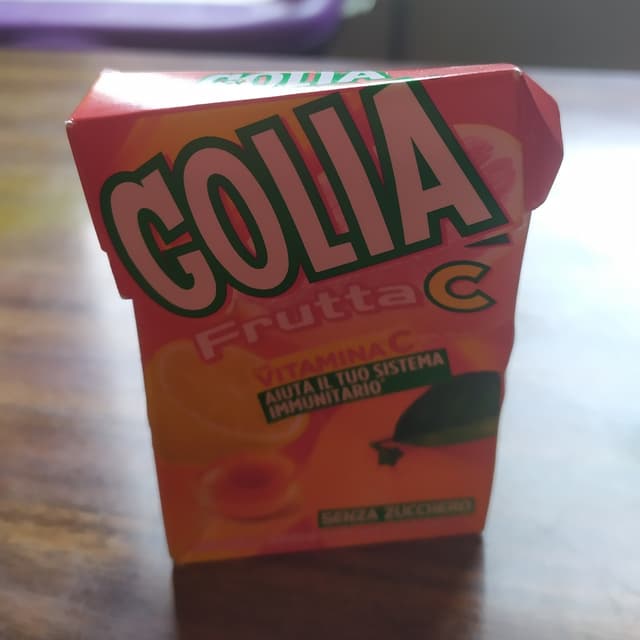 GOLIA
GOLIA
Frutta C
VITAMINA C
AIUTA IL TUO SISTEMA
IMMUNITARIO
SENZA ZUCCHERO